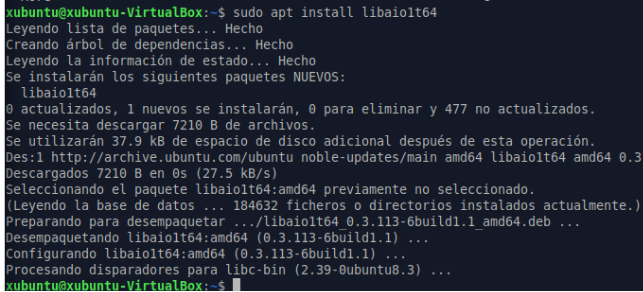 xubuntu@xubuntu-VirtualBox:~$ sudo apt install libaio1t64
Leyendo lista de paquetes... Hecho
Creando árbol de dependencias... Hecho
Leyendo la información de estado... Hecho
Se instalarán los siguientes paquetes NUEVOS:
  libaio1t64
0 actualizados, 1 nuevos se instalarán, 0 para eliminar y 477 no actualizados.
Se necesita descargar 7210 B de archivos.
Se utilizarán 37.9 kB de espacio de disco adicional después de esta operación.
Des:1 http://archive.ubuntu.com/ubuntu noble-updates/main amd64 libaio1t64 amd64 0.3
Descargados 7210 B en 0s (27.5 kB/s)
Seleccionando el paquete libaio1t64:amd64 previamente no seleccionado.
(Leyendo la base de datos ... 184632 ficheros o directorios instalados actualmente.)
Preparando para desempaquetar .../libaio1t64_0.3.113-6build1.1_amd64.deb ...
Desempaquetando libaio1t64:amd64 (0.3.113-6build1.1) ...
Configurando libaio1t64:amd64 (0.3.113-6build1.1) ...
Procesando disparadores para libc-bin (2.39-0ubuntu8.3) ...
xubuntu@xubuntu-VirtualBox:~$